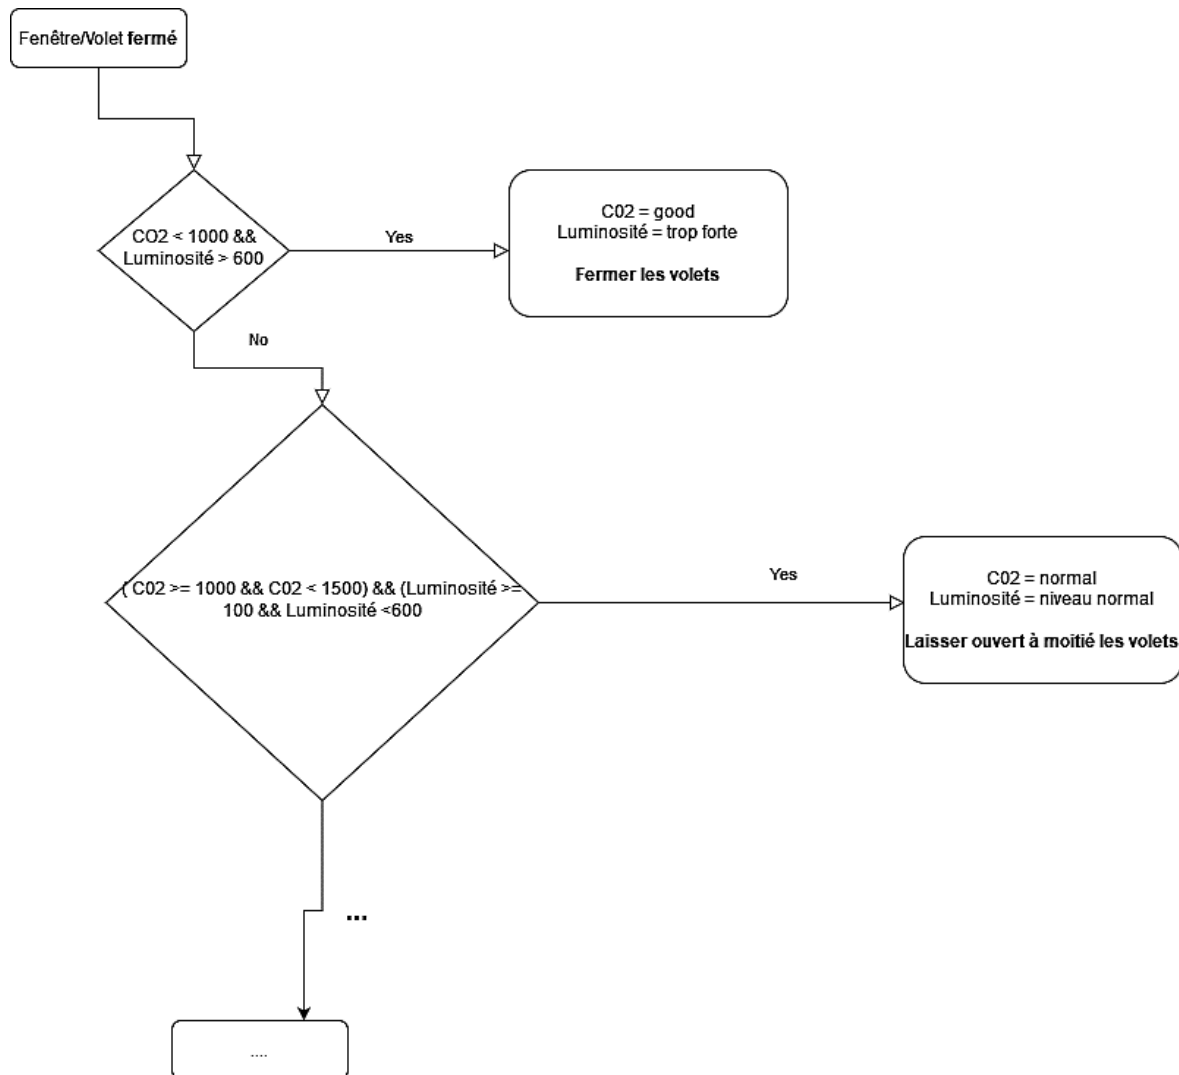 Fenêtre/Volet fermé
CO2 < 1000 &&
Luminosité > 600
Yes
C02 = good
Luminosité = trop forte
Fermer les volets
No
( C02 >= 1000 && C02 < 1500) && (Luminosité >=
100 && Luminosité <600
Yes
C02 = normal
Luminosité = niveau normal
Laisser ouvert à moitié les volets
...
....